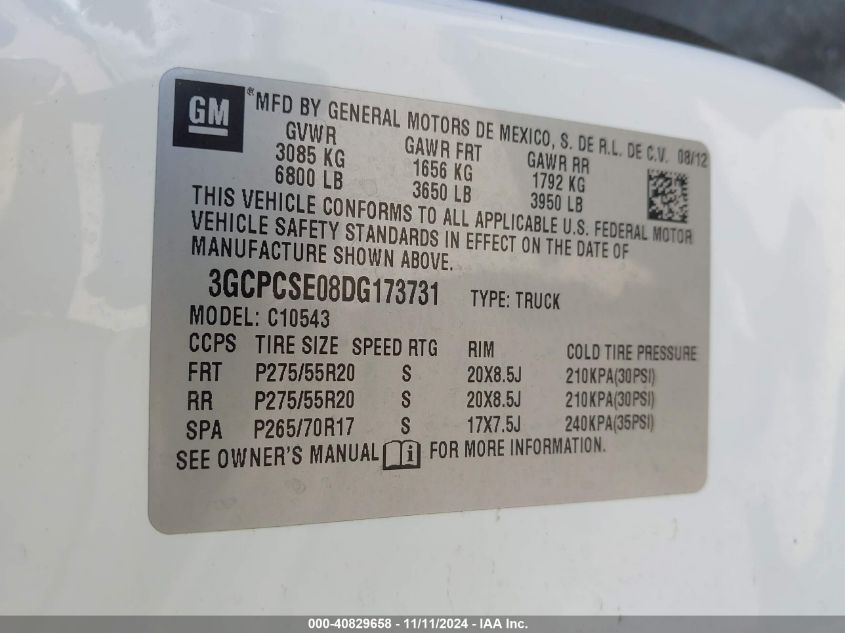 GM ® MFD BY GENERAL MOTORS DE MEXICO, S. DE R.L. DE C.V. 08/12
GVWR GAWR FRT GAWR RR
3085 KG 1656 KG 1792 KG
6800 LB 3650 LB 3950 LB
THIS VEHICLE CONFORMS TO ALL APPLICABLE U.S. FEDERAL MOTOR
VEHICLE SAFETY STANDARDS IN EFFECT ON THE DATE OF
MANUFACTURE SHOWN ABOVE.
3GCPCSE08DG173731 TYPE: TRUCK
MODEL: C10543
CCPS TIRE SIZE SPEED RTG RIM COLD TIRE PRESSURE
FRT P275/55R20 S 20X8.5J 210KPA(30PSI)
RR P275/55R20 S 20X8.5J 210KPA(30PSI)
SPA P265/70R17 S 17X7.5J 240KPA(35PSI)
SEE OWNER'S MANUAL i FOR MORE INFORMATION.
000-40829658 - 11/11/2024 - IAA Inc.